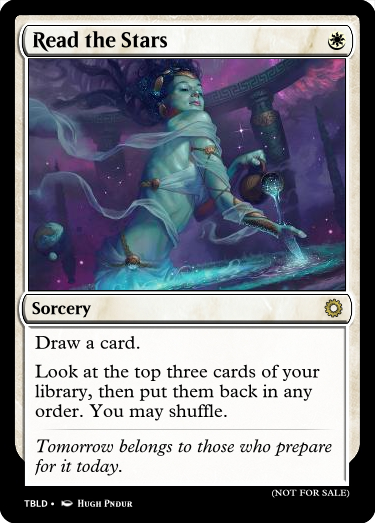 Read the Stars
Sorcery
Draw a card.
Look at the top three cards of your
library, then put them back in any
order. You may shuffle.
Tomorrow belongs to those who prepare
for it today.
(NOT FOR SALE)
TBLD • Hugh Pndur